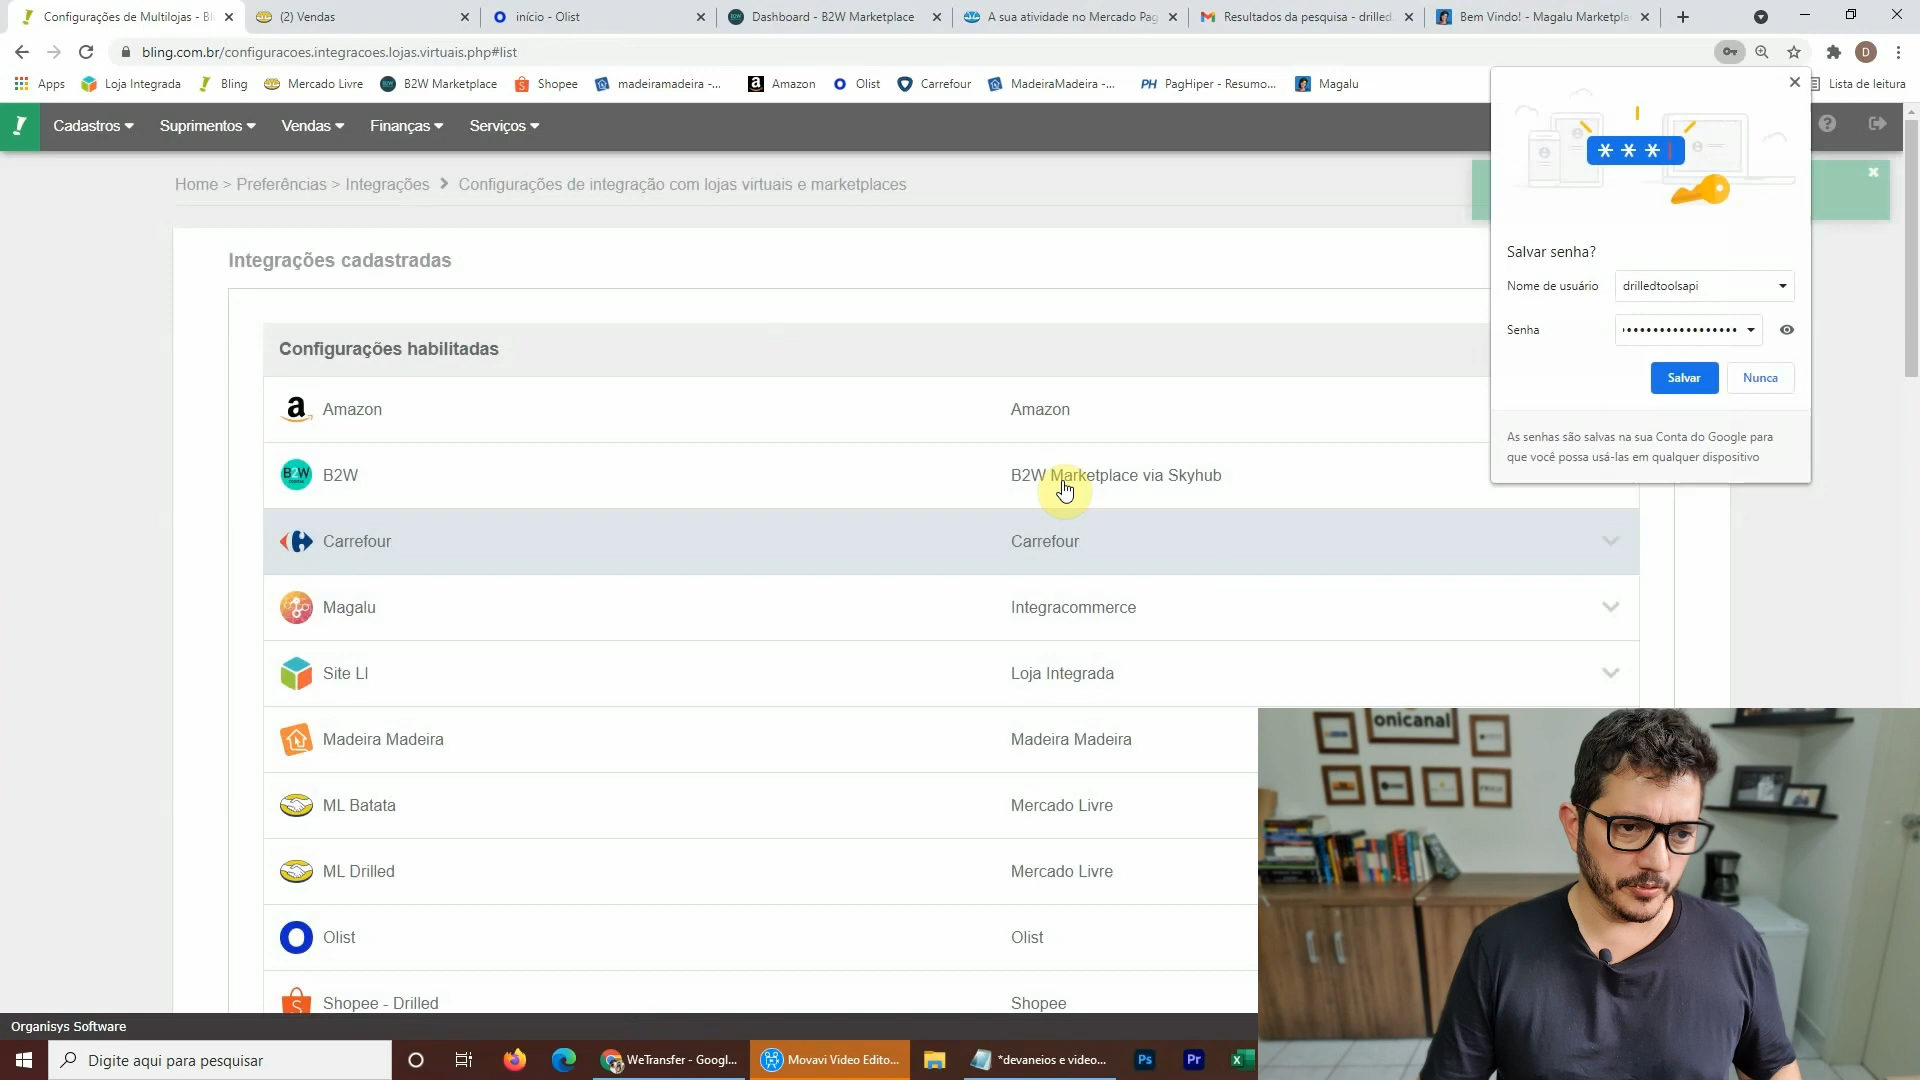 Configurações de Multilojas - Bl
(2) Vendas
início - Olist
Dashboard - B2W Marketplace
A sua atividade no Mercado Pag
Resultados da pesquisa - drilled
Bem Vindo! - Magalu Marketpla
bling.com.br/configuracoes.integracoes.lojas.virtuais.php#list
D
Apps
Loja Integrada
Bling
Mercado Livre
B2W Marketplace
Shopee
madeiramadeira -...
Amazon
Olist
Carrefour
MadeiraMadeira -...
PH PagHiper - Resumo...
Magalu
Lista de leitura
Cadastros
Suprimentos
Vendas
Finanças
Serviços
Home > Preferências > Integrações > Configurações de integração com lojas virtuais e marketplaces
Integrações cadastradas
Configurações habilitadas
Amazon Amazon
B2W B2W Marketplace via Skyhub
Carrefour Carrefour
Magalu Integracommerce
Site LI Loja Integrada
Madeira Madeira Madeira Madeira
ML Batata Mercado Livre
ML Drilled Mercado Livre
Olist Olist
Shopee - Drilled Shopee
Salvar senha?
Nome de usuário drilledtoolsapi
Senha ••••••••••••••••••
Salvar Nunca
As senhas são salvas na sua Conta do Google para
que você possa usá-las em qualquer dispositivo
onicanal
Organisys Software
Digite aqui para pesquisar
WeTransfer - Googl...
Movavi Video Edito...
*devaneios e video...
Ps
Pr